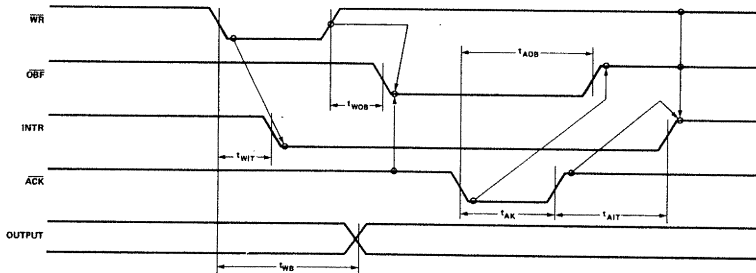 WR
OBF
tAOB
tWOB
INTR
tWIT
ACK
tAK
tAIT
OUTPUT
tWB